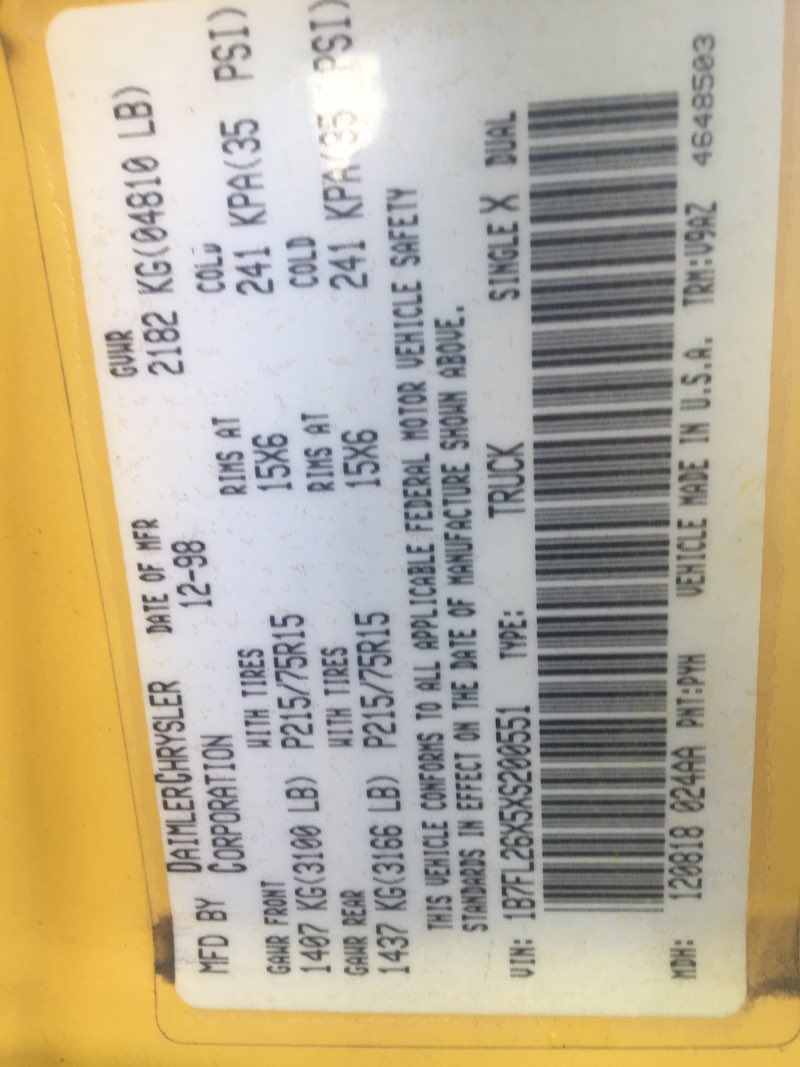 MFD BY DAIMLERCHRYSLER CORPORATION DATE OF MFR 12-98 GVWR 2182 KG(04810 LB)
GAWR FRONT WITH TIRES RIMS AT COLD
1407 KG(3100 LB) P215/75R15 15X6 241 KPA(35 PSI)
GAWR REAR WITH TIRES RIMS AT COLD
1437 KG(3166 LB) P215/75R15 15X6 241 KPA(35 PSI)
THIS VEHICLE CONFORMS TO ALL APPLICABLE FEDERAL MOTOR VEHICLE SAFETY
STANDARDS IN EFFECT ON THE DATE OF MANUFACTURE SHOWN ABOVE.
VIN: 1B7FL26X5XS200551 TYPE: TRUCK SINGLE X DUAL
MDH: 120818 024AA PNT:PYH VEHICLE MADE IN U.S.A. TRM:V9AZ 4648503